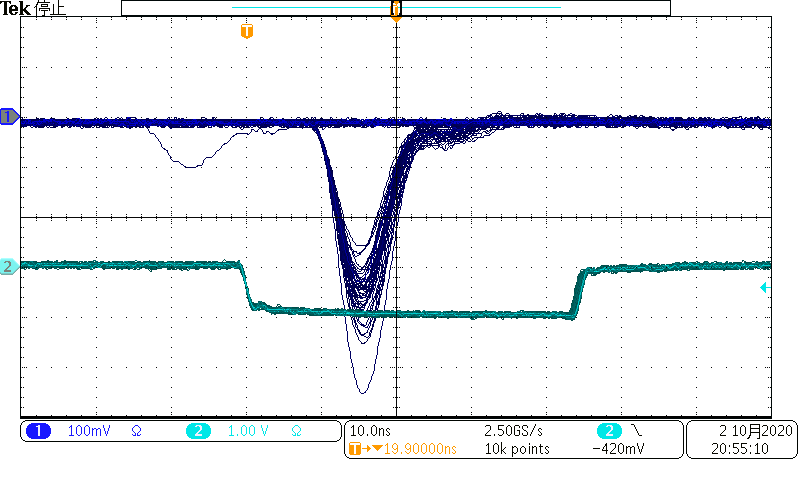 Tek 停止
T
1
2
1 100mV Ω 2 1.00 V Ω
10.0ns 2.50GS/s 2
T→▼19.90000ns 10k points −420mV
2 10月2020
20:55:10